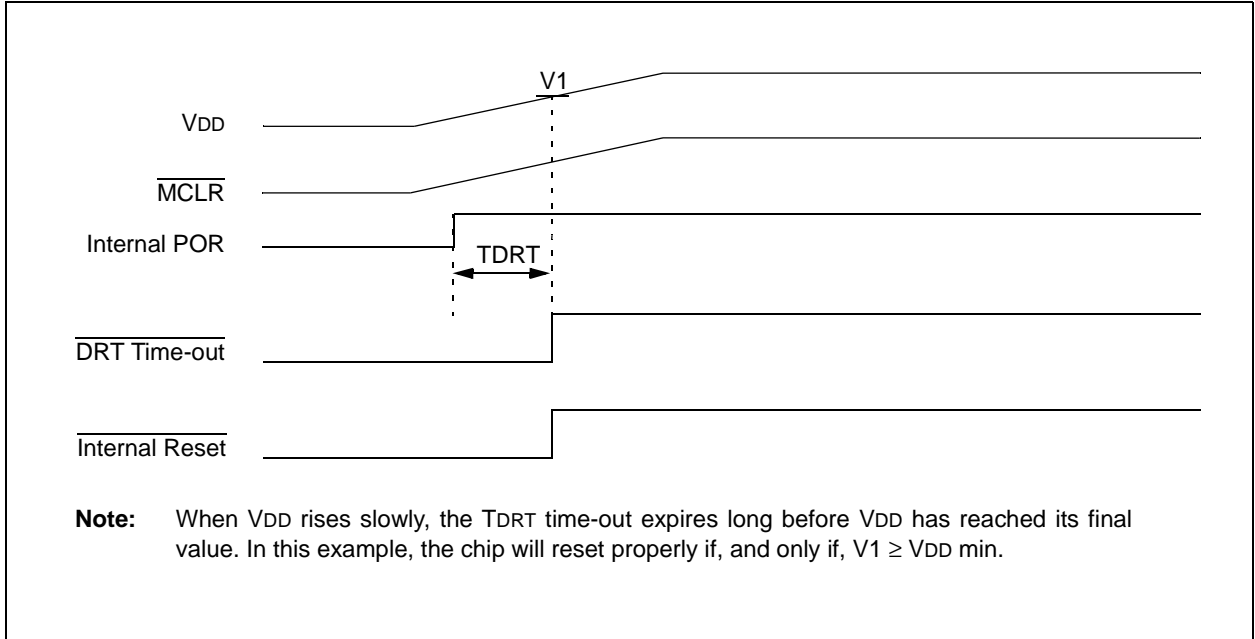 V1
VDD
MCLR
Internal POR
TDRT
DRT Time-out
Internal Reset
Note: When VDD rises slowly, the TDRT time-out expires long before VDD has reached its final
value. In this example, the chip will reset properly if, and only if, V1 ≥ VDD min.